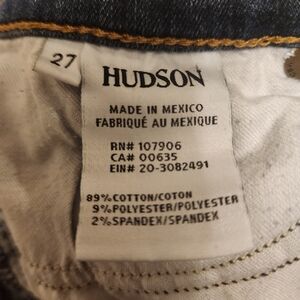 27
HUDSON
MADE IN MEXICO
FABRIQUÉ AU MEXIQUE
RN# 107906
CA# 00635
EIN# 20-3082491
89%COTTON/COTON
9%POLYESTER/POLYESTER
2%SPANDEX/SPANDEX